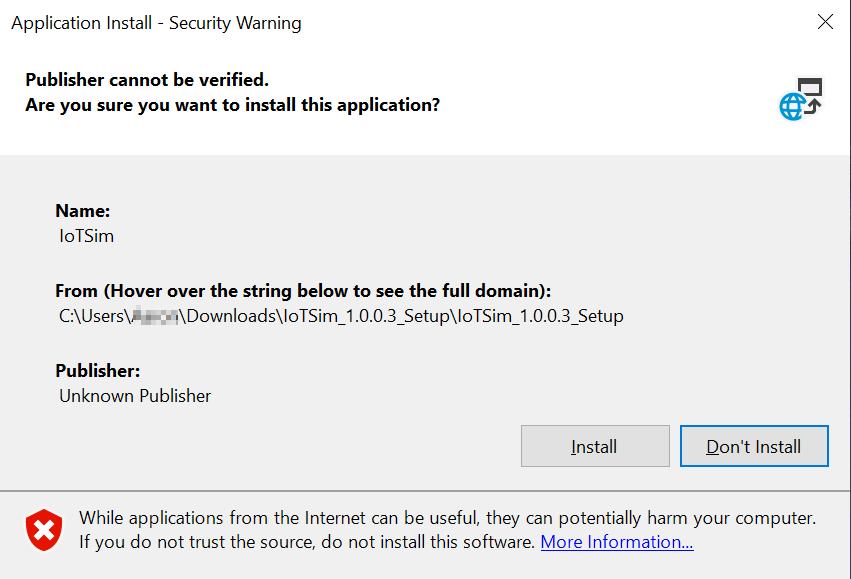 Application Install - Security Warning
Publisher cannot be verified.
Are you sure you want to install this application?
Name:
IoTSim
From (Hover over the string below to see the full domain):
C:\Users\ \Downloads\IoTSim_1.0.0.3_Setup\IoTSim_1.0.0.3_Setup
Publisher:
Unknown Publisher
Install
Don't Install
While applications from the Internet can be useful, they can potentially harm your computer.
If you do not trust the source, do not install this software. More Information...